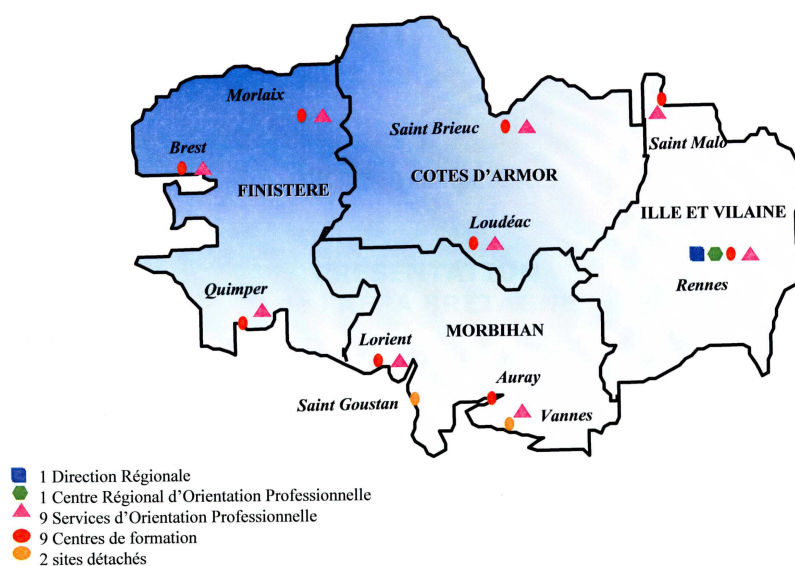 Morlaix
Saint Brieuc
Saint Malo
Brest
FINISTERE
COTES D’ARMOR
ILLE ET VILAINE
Loudéac
Rennes
Quimper
Lorient
MORBIHAN
Auray
Saint Goustan
Vannes
1 Direction Régionale
1 Centre Régional d’Orientation Professionnelle
9 Services d’Orientation Professionnelle
9 Centres de formation
2 sites détachés